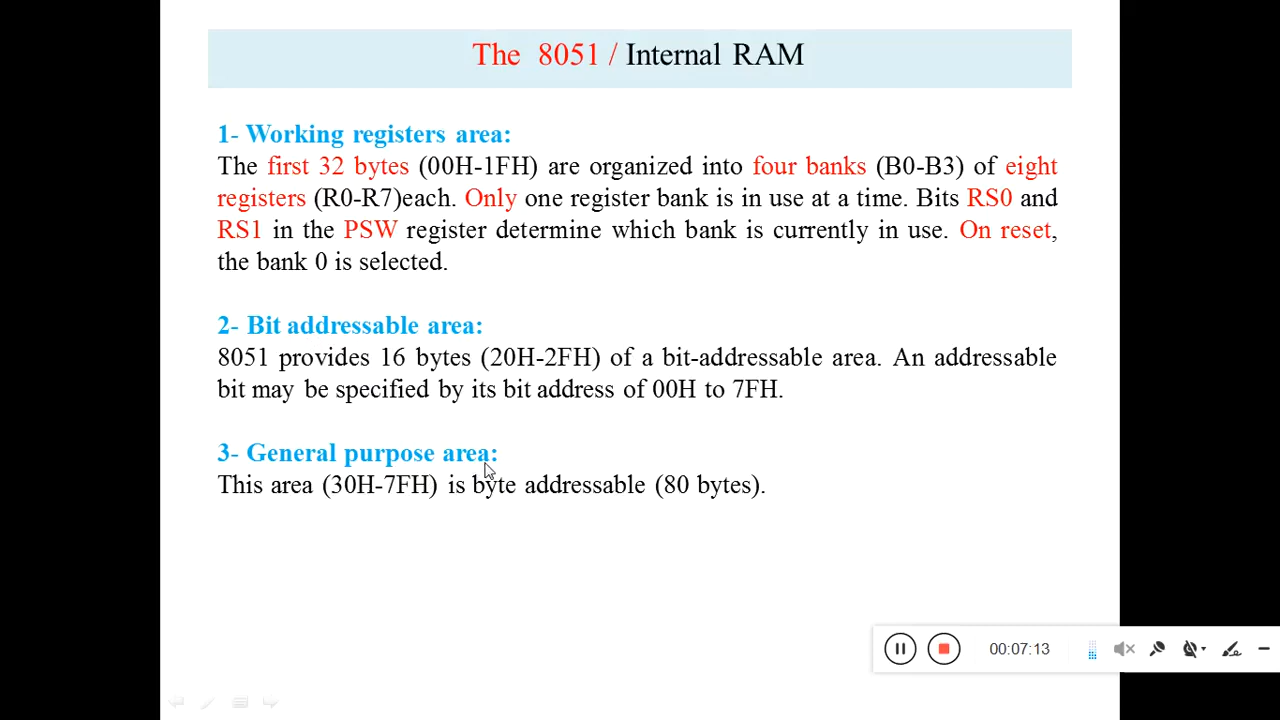 The 8051 / Internal RAM
1- Working registers area:
The first 32 bytes (00H-1FH) are organized into four banks (B0-B3) of eight
registers (R0-R7)each. Only one register bank is in use at a time. Bits RS0 and
RS1 in the PSW register determine which bank is currently in use. On reset,
the bank 0 is selected.
2- Bit addressable area:
8051 provides 16 bytes (20H-2FH) of a bit-addressable area. An addressable
bit may be specified by its bit address of 00H to 7FH.
3- General purpose area:
This area (30H-7FH) is byte addressable (80 bytes).
00:07:13